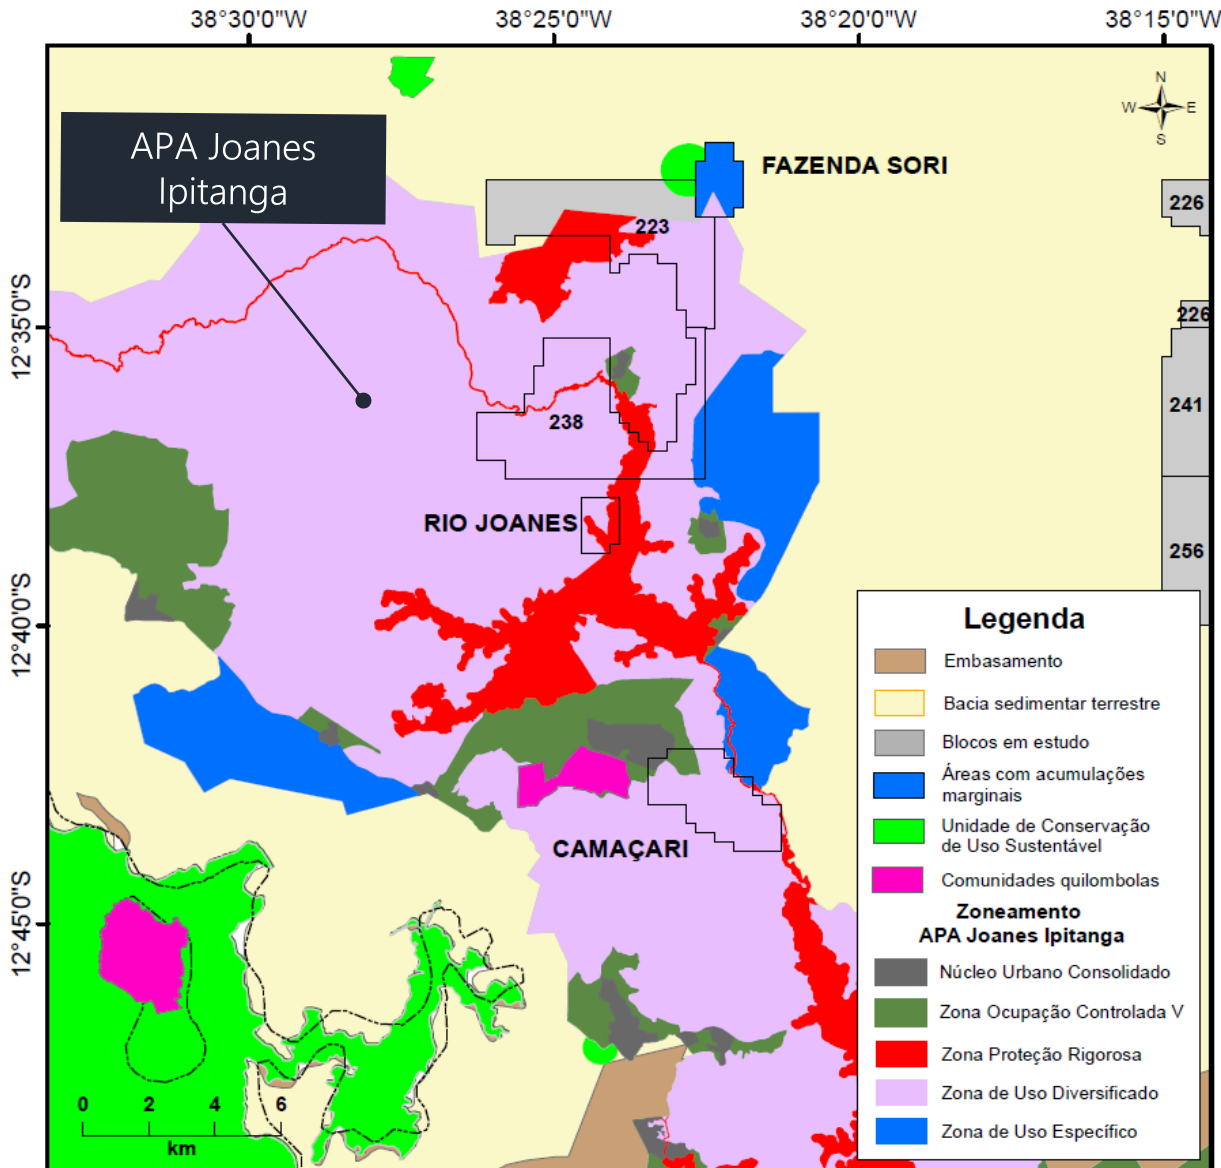 38°30'0"W
38°25'0"W
38°20'0"W
38°15'0"W
N
W
E
S
APA Joanes
Ipitanga
FAZENDA SORI
223
226
12°35'0"S
226
238
241
RIO JOANES
256
12°40'0"S
CAMAÇARI
12°45'0"S
0 2 4 6
km
Legenda
Embasamento
Bacia sedimentar terrestre
Blocos em estudo
Áreas com acumulações
marginais
Unidade de Conservação
de Uso Sustentável
Comunidades quilombolas
Zoneamento
APA Joanes Ipitanga
Núcleo Urbano Consolidado
Zona Ocupação Controlada V
Zona Proteção Rigorosa
Zona de Uso Diversificado
Zona de Uso Específico